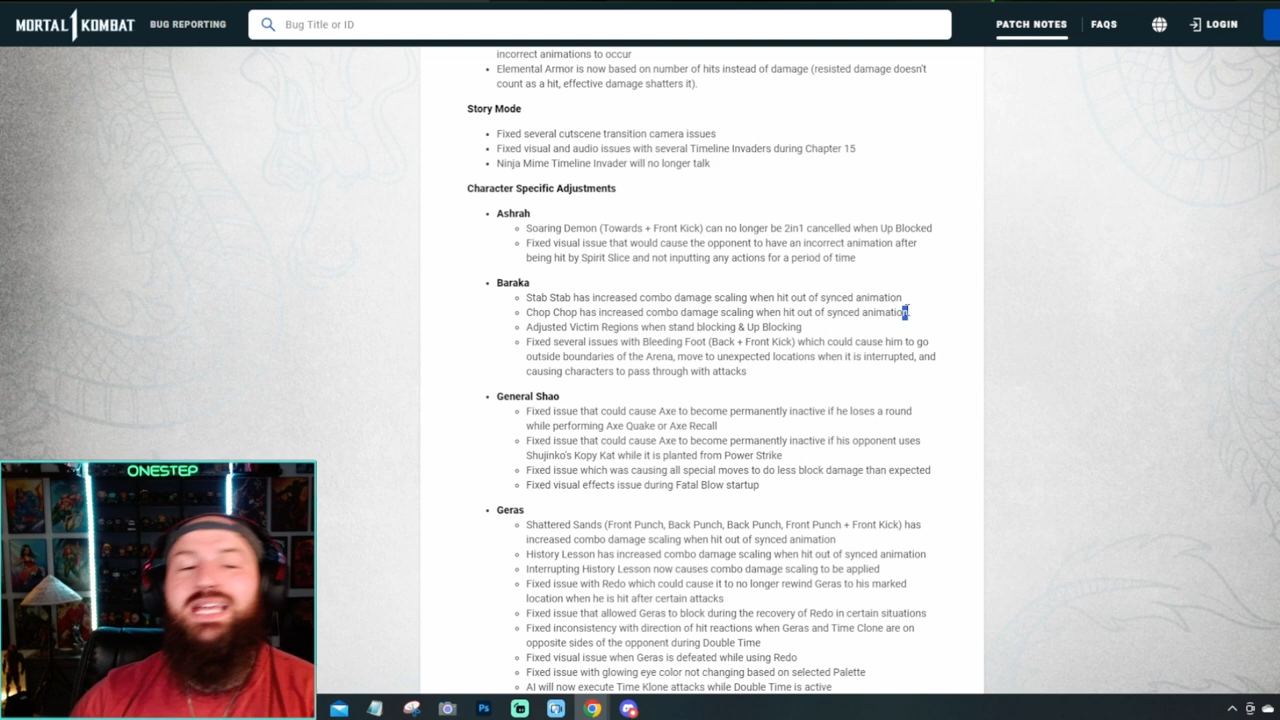 MORTAL KOMBAT 1
BUG REPORTING
Bug Title or ID
PATCH NOTES
FAQS
LOGIN
incorrect animations to occur
• Elemental Armor is now based on number of hits instead of damage (resisted damage doesn't
count as a hit, effective damage shatters it).
Story Mode
• Fixed several cutscene transition camera issues
• Fixed visual and audio issues with several Timeline Invaders during Chapter 15
• Ninja Mime Timeline Invader will no longer talk
Character Specific Adjustments
• Ashrah
◦ Soaring Demon (Towards + Front Kick) can no longer be 2in1 cancelled when Up Blocked
◦ Fixed visual issue that would cause the opponent to have an incorrect animation after
being hit by Spirit Slice and not inputting any actions for a period of time
• Baraka
◦ Stab Stab has increased combo damage scaling when hit out of synced animation
◦ Chop Chop has increased combo damage scaling when hit out of synced animation.
◦ Adjusted Victim Regions when stand blocking & Up Blocking
◦ Fixed several issues with Bleeding Foot (Back + Front Kick) which could cause him to go
outside boundaries of the Arena, move to unexpected locations when it is interrupted, and
causing characters to pass through with attacks
• General Shao
◦ Fixed issue that could cause Axe to become permanently inactive if he loses a round
while performing Axe Quake or Axe Recall
◦ Fixed issue that could cause Axe to become permanently inactive if his opponent uses
Shujinko's Kopy Kat while it is planted from Power Strike
◦ Fixed issue which was causing all special moves to do less block damage than expected
◦ Fixed visual effects issue during Fatal Blow startup
• Geras
◦ Shattered Sands (Front Punch, Back Punch, Back Punch, Front Punch + Front Kick) has
increased combo damage scaling when hit out of synced animation
◦ History Lesson has increased combo damage scaling when hit out of synced animation
◦ Interrupting History Lesson now causes combo damage scaling to be applied
◦ Fixed issue with Redo which could cause it to no longer rewind Geras to his marked
location when he is hit after certain attacks
◦ Fixed issue that allowed Geras to block during the recovery of Redo in certain situations
◦ Fixed inconsistency with direction of hit reactions when Geras and Time Clone are on
opposite sides of the opponent during Double Time
◦ Fixed visual issue when Geras is defeated while using Redo
◦ Fixed issue with glowing eye color not changing based on selected Palette
◦ AI will now execute Time Klone attacks while Double Time is active
ONESTEP
Ps